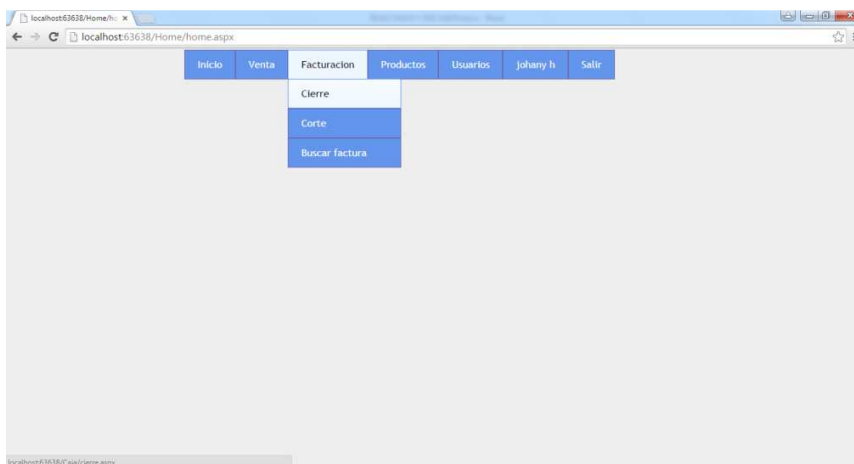 localhost:63638/Home/h
localhost:63638/Home/home.aspx
Inicio Venta Facturacion Productos Usuarios johany h Salir
Cierre
Corte
Buscar factura
localhost:63638/Caja/cierre.aspx